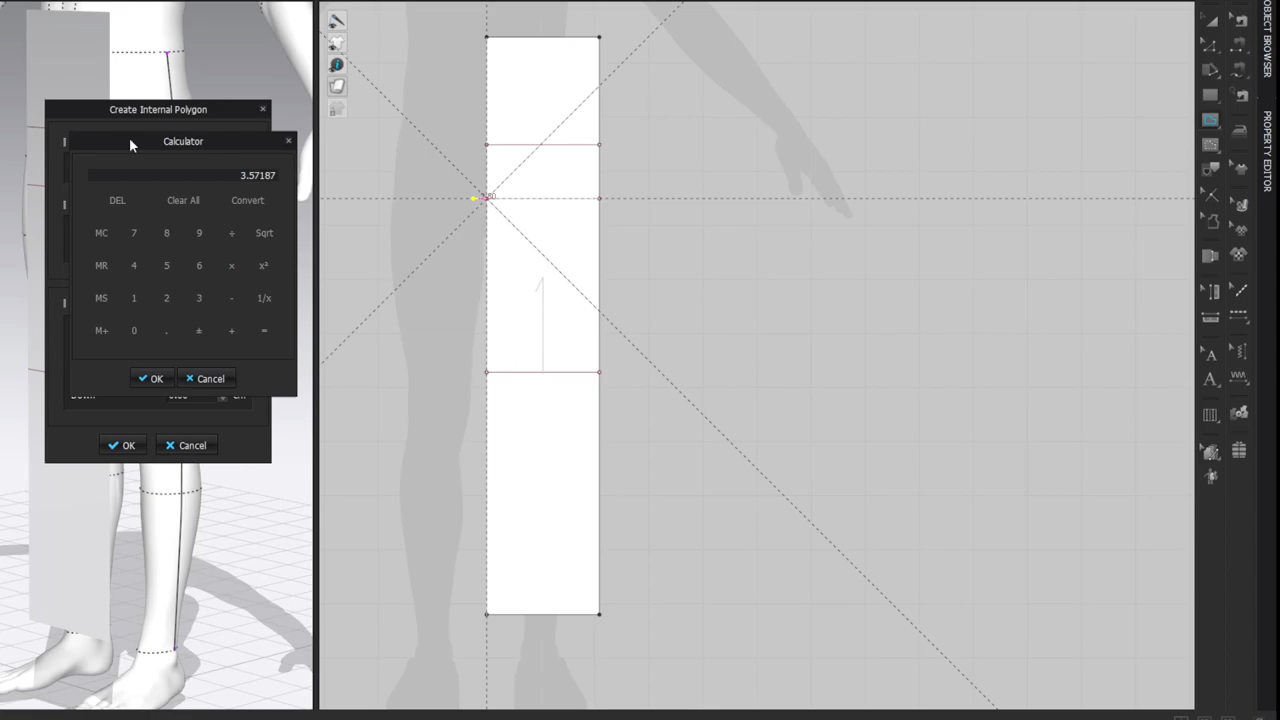 OBJECT BROWSER
PROPERTY EDITOR
Create Internal Polygon
Calculator
3.57187
DEL Clear All Convert
MC 7 8 9 ÷ Sqrt
MR 4 5 6 × x²
MS 1 2 3 - 1/x
M+ 0 . ± + =
OK Cancel
OK Cancel